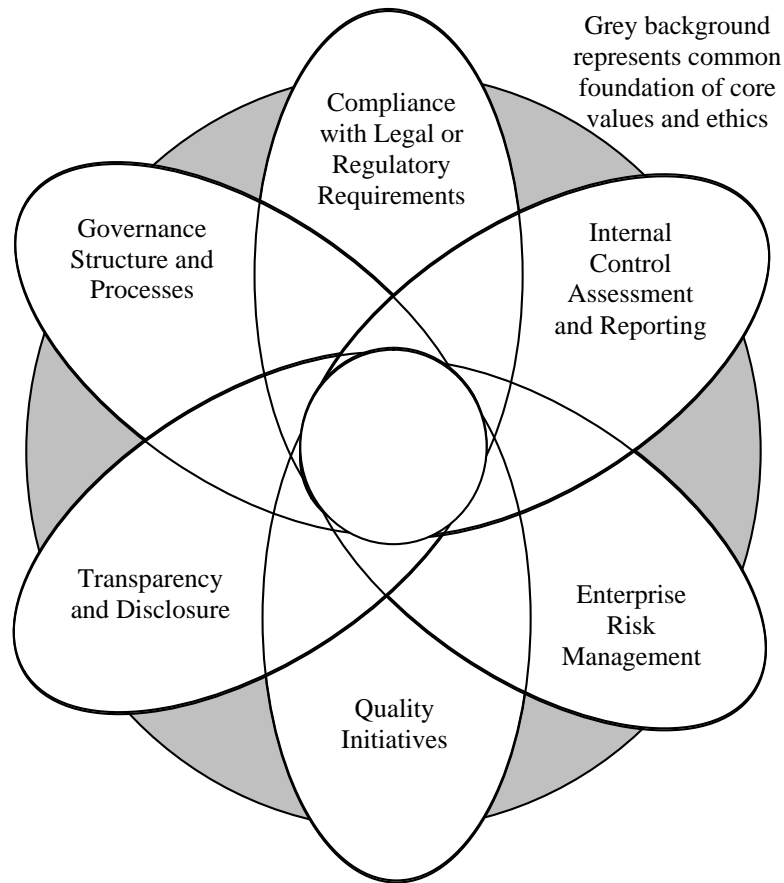 Grey background
represents common
foundation of core
values and ethics
Compliance
with Legal or
Regulatory
Requirements
Governance
Structure and
Processes
Internal
Control
Assessment
and Reporting
Transparency
and Disclosure
Enterprise
Risk
Management
Quality
Initiatives